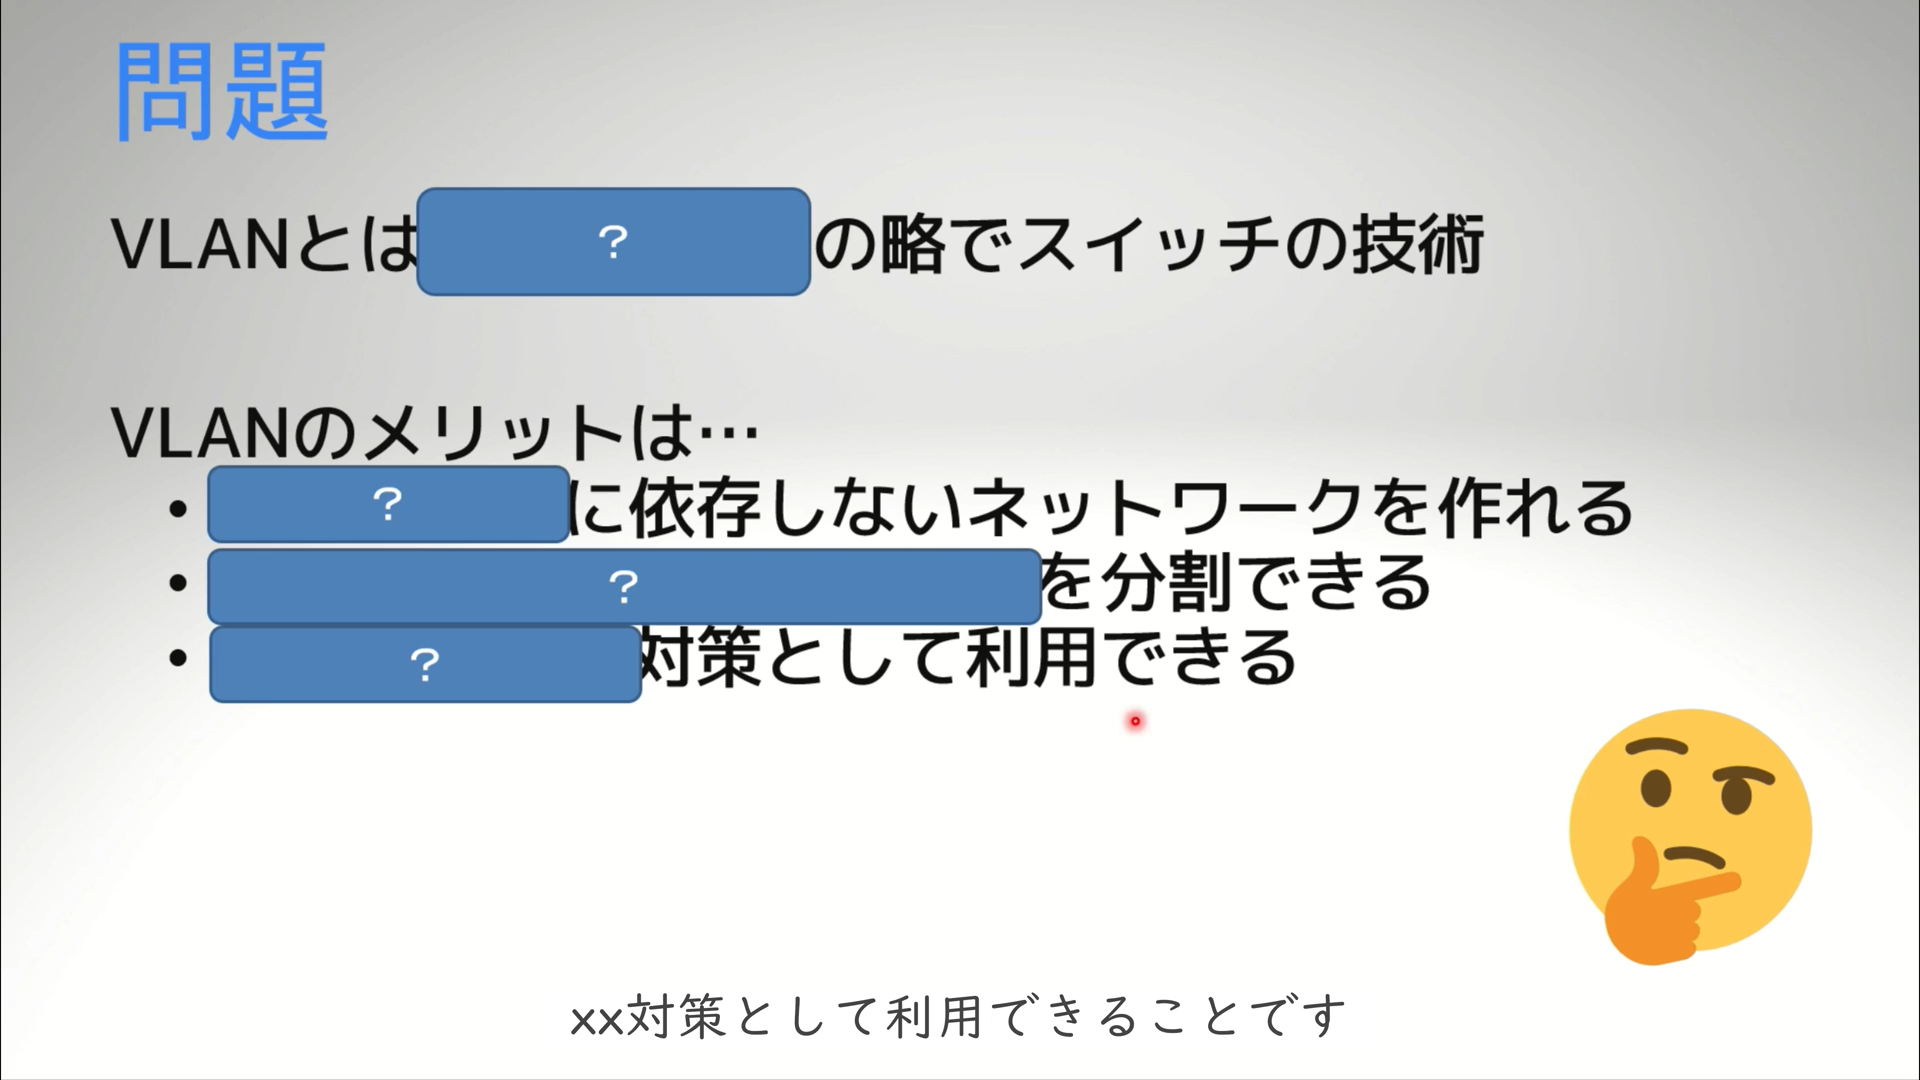 問題
VLANとは ? の略でスイッチの技術
VLANのメリットは…
• ? に依存しないネットワークを作れる
• ? を分割できる
• ? 対策として利用できる
xx対策として利用できることです